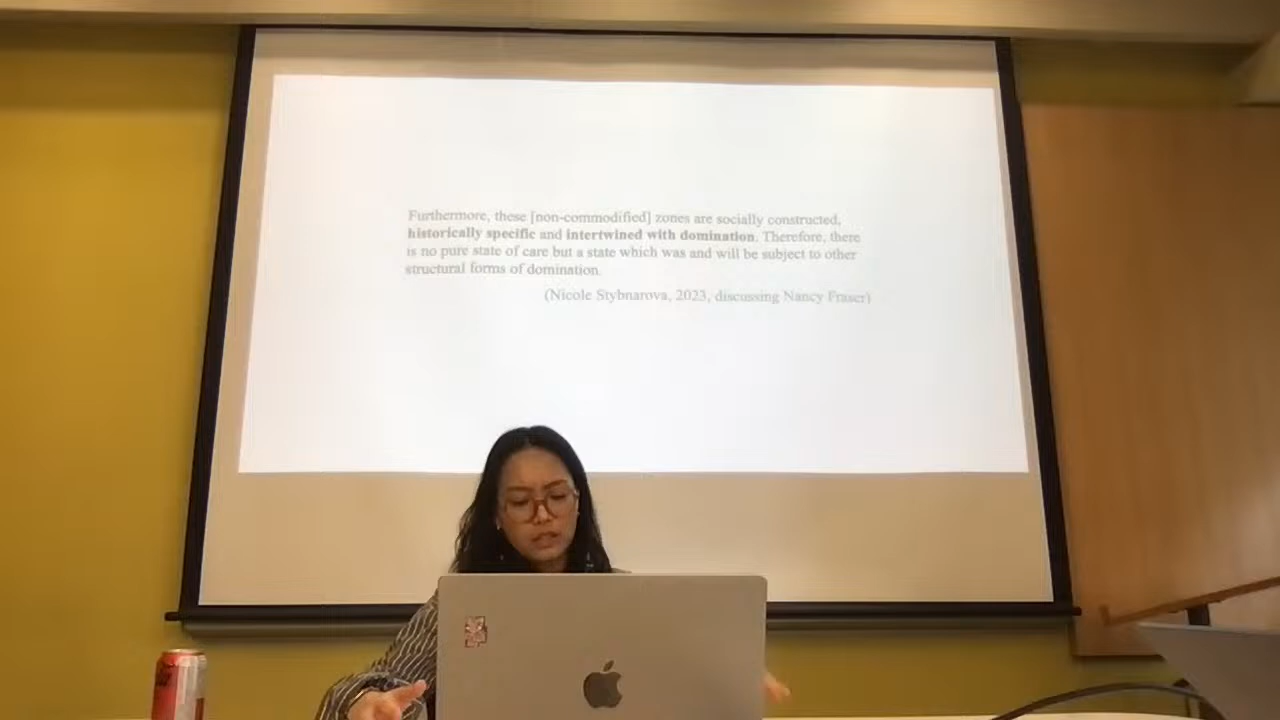 Furthermore, these [non-commodified] zones are socially constructed,
historically specific and intertwined with domination. Therefore, there
is no pure state of care but a state which was and will be subject to other
structural forms of domination.
(Nicole Stybnarova, 2023, discussing Nancy Fraser)